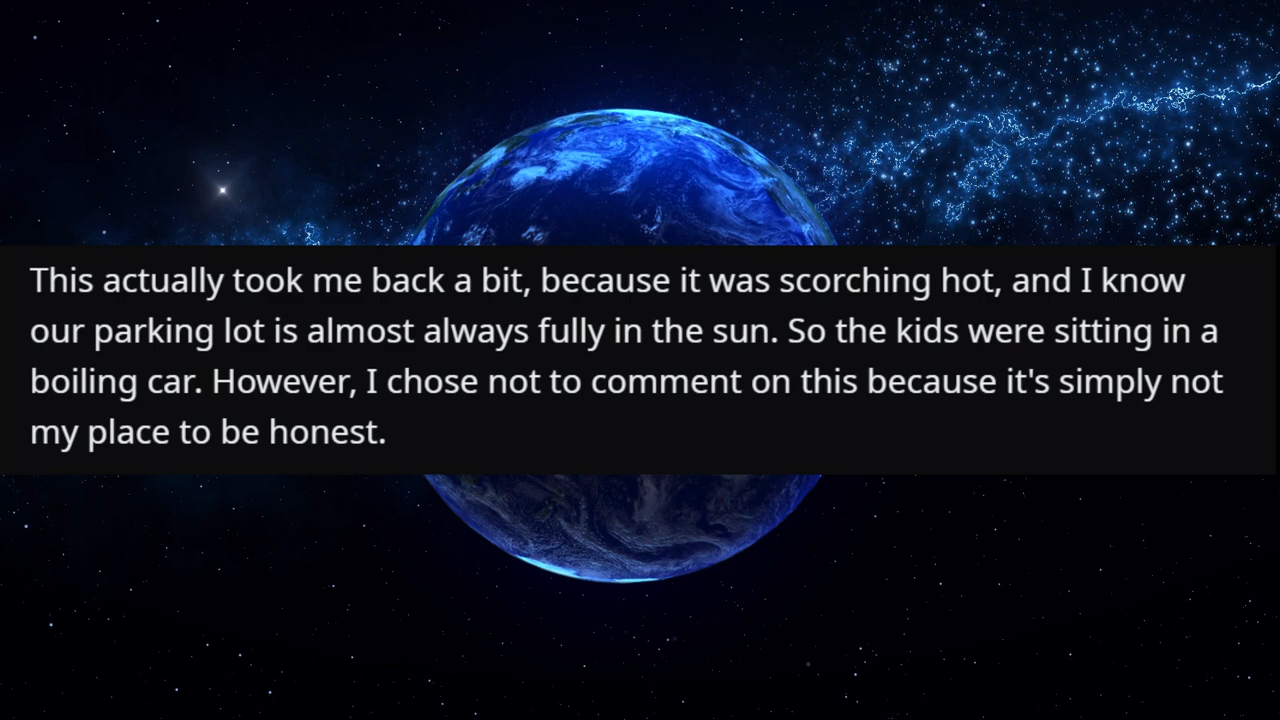 This actually took me back a bit, because it was scorching hot, and I know
our parking lot is almost always fully in the sun. So the kids were sitting in a
boiling car. However, I chose not to comment on this because it's simply not
my place to be honest.